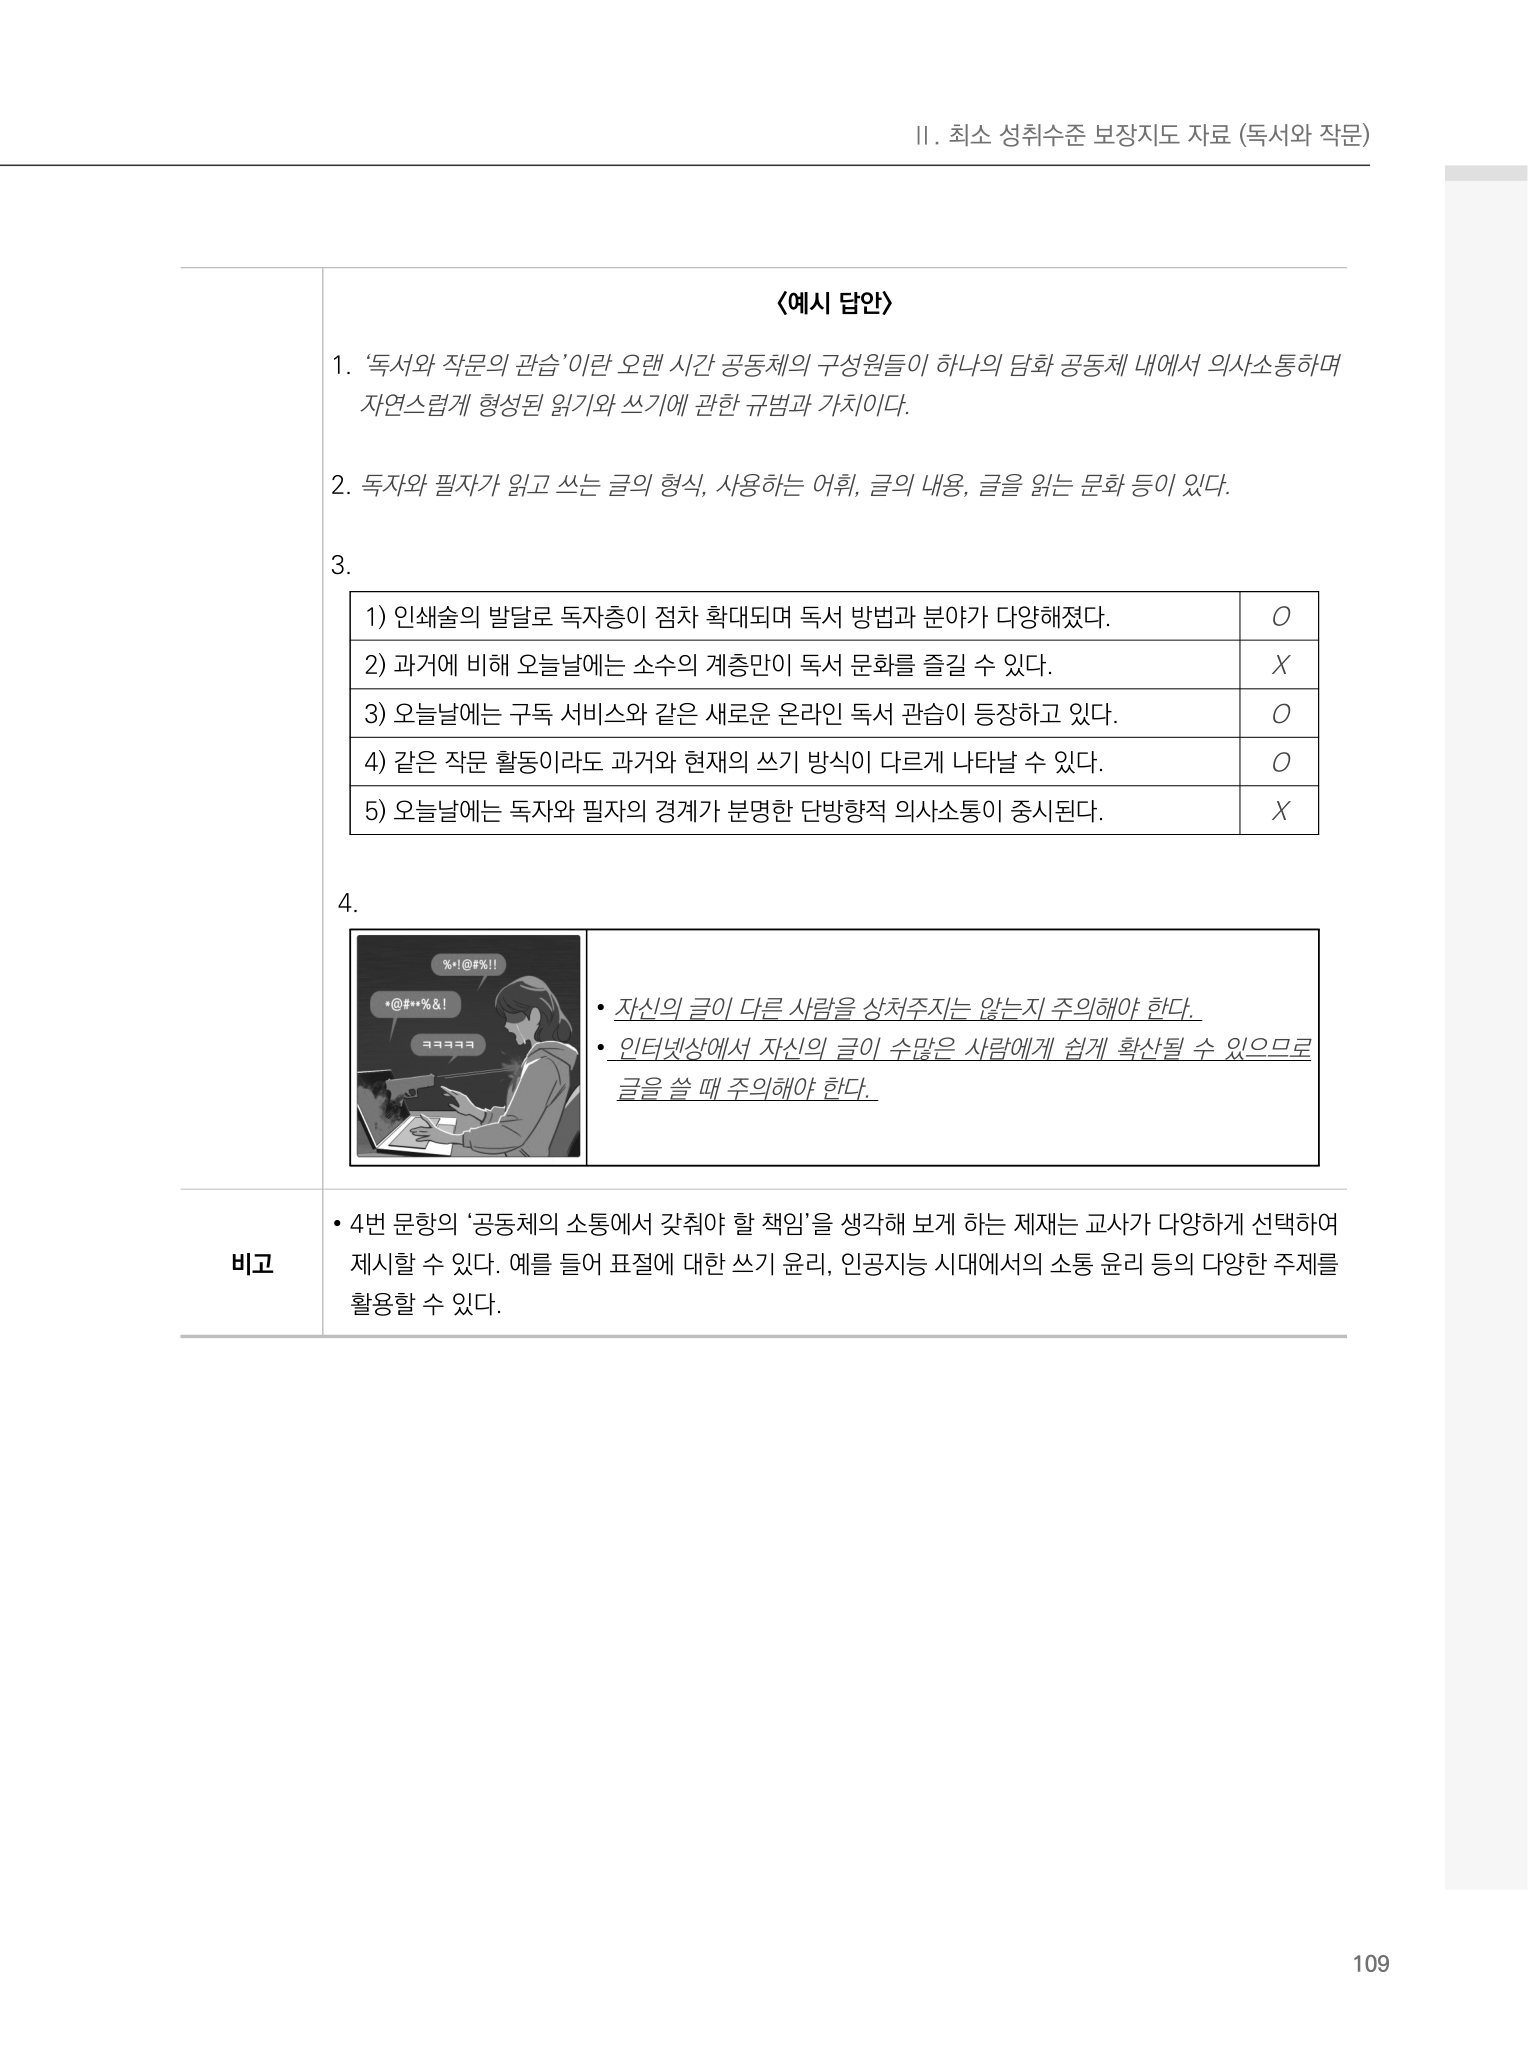 Ⅱ. 최소 성취수준 보장지도 자료 (독서와 작문)
<예시 답안>
1. ‘독서와 작문의 관습’이란 오랜 시간 공동체의 구성원들이 하나의 담화 공동체 내에서 의사소통하며
자연스럽게 형성된 읽기와 쓰기에 관한 규범과 가치이다.
2. 독자와 필자가 읽고 쓰는 글의 형식, 사용하는 어휘, 글의 내용, 글을 읽는 문화 등이 있다.
3.
1) 인쇄술의 발달로 독자층이 점차 확대되며 독서 방법과 분야가 다양해졌다. O
2) 과거에 비해 오늘날에는 소수의 계층만이 독서 문화를 즐길 수 있다. X
3) 오늘날에는 구독 서비스와 같은 새로운 온라인 독서 관습이 등장하고 있다. O
4) 같은 작문 활동이라도 과거와 현재의 쓰기 방식이 다르게 나타날 수 있다. O
5) 오늘날에는 독자와 필자의 경계가 분명한 단방향적 의사소통이 중시된다. X
4.
%*!@#%!!
*@#**%&!
ㅋㅋㅋㅋㅋ
• 자신의 글이 다른 사람을 상처주지는 않는지 주의해야 한다.
• 인터넷상에서 자신의 글이 수많은 사람에게 쉽게 확산될 수 있으므로
글을 쓸 때 주의해야 한다.
비고
• 4번 문항의 ‘공동체의 소통에서 갖춰야 할 책임’을 생각해 보게 하는 제재는 교사가 다양하게 선택하여
제시할 수 있다. 예를 들어 표절에 대한 쓰기 윤리, 인공지능 시대에서의 소통 윤리 등의 다양한 주제를
활용할 수 있다.
109